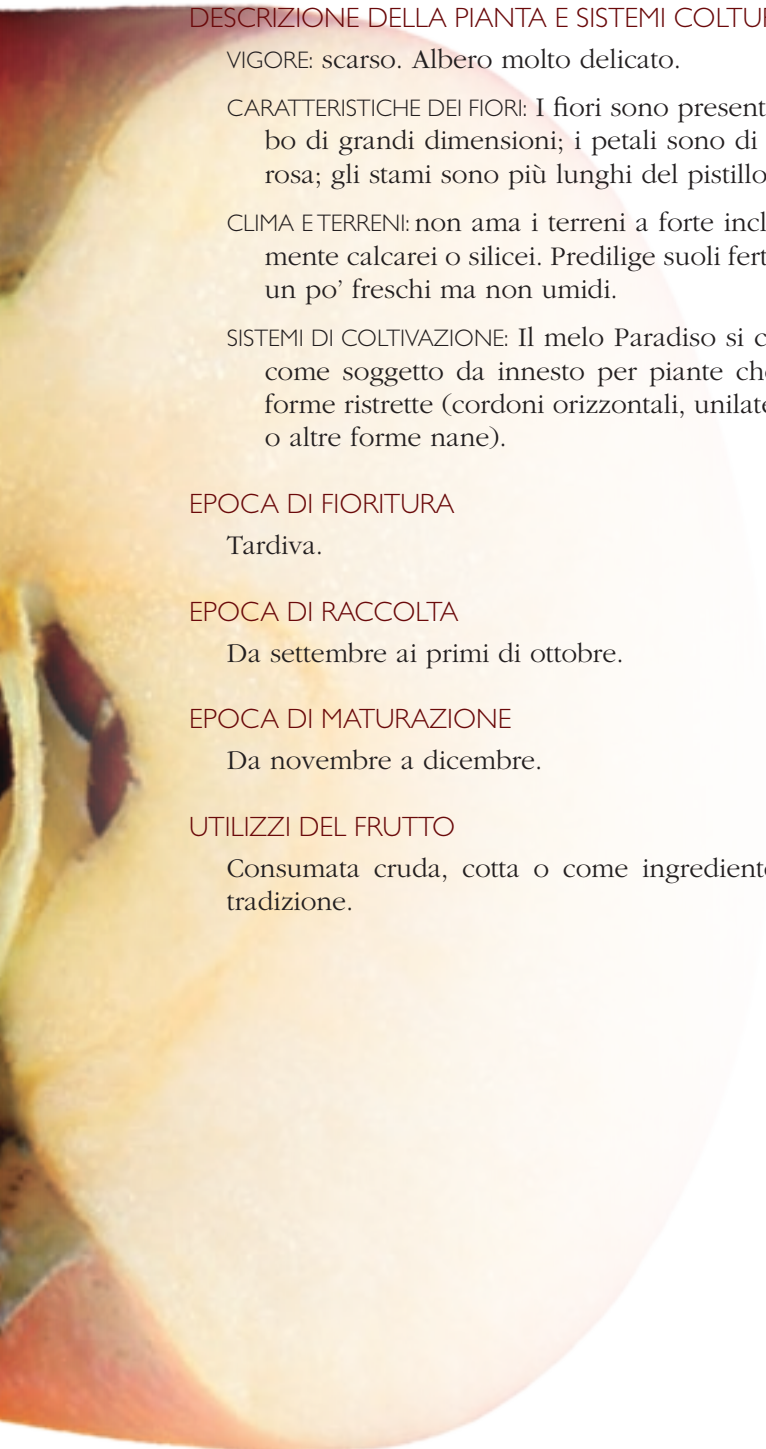 DESCRIZIONE DELLA PIANTA E SISTEMI COLTUR
VIGORE: scarso. Albero molto delicato.
CARATTERISTICHE DEI FIORI: I fiori sono present
bo di grandi dimensioni; i petali sono di
rosa; gli stami sono più lunghi del pistillo
CLIMA E TERRENI: non ama i terreni a forte incl
mente calcarei o silicei. Predilige suoli fert
un po’ freschi ma non umidi.
SISTEMI DI COLTIVAZIONE: Il melo Paradiso si c
come soggetto da innesto per piante che
forme ristrette (cordoni orizzontali, unilate
o altre forme nane).
EPOCA DI FIORITURA
Tardiva.
EPOCA DI RACCOLTA
Da settembre ai primi di ottobre.
EPOCA DI MATURAZIONE
Da novembre a dicembre.
UTILIZZI DEL FRUTTO
Consumata cruda, cotta o come ingrediente
tradizione.